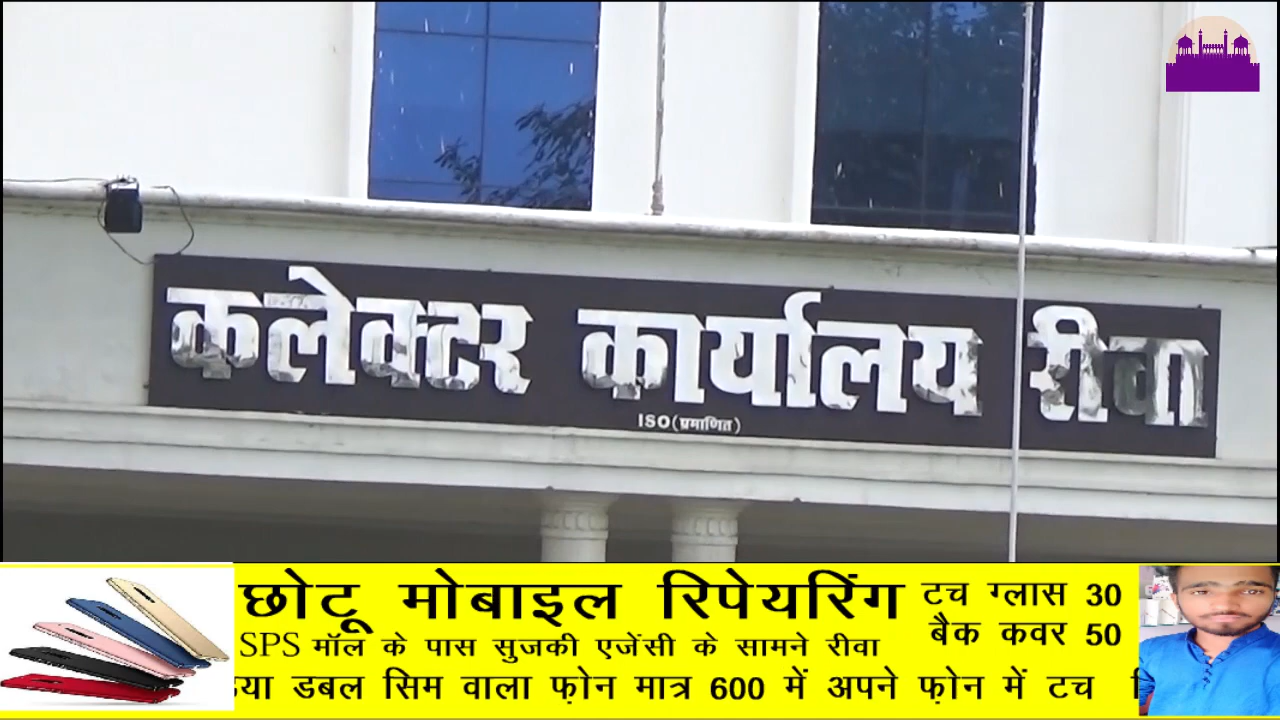 कलेक्टर कार्यालय रीवा
ISO(प्रमाणित)
छोटू मोबाइल रिपेयरिंग
SPS मॉल के पास सुजकी एजेंसी के सामने रीवा
टच ग्लास 30
बैक कवर 50
डबल सिम वाला फ़ोन मात्र 600 में अपने फ़ोन में टच